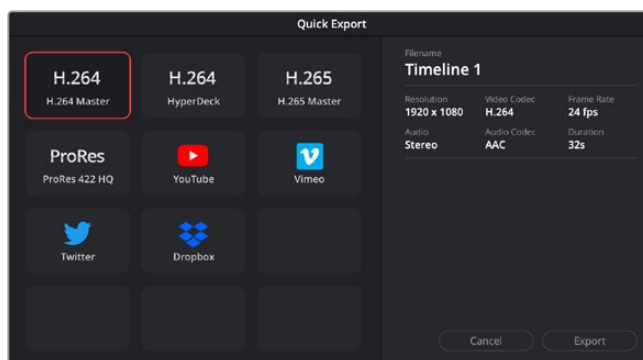 Quick Export
H.264
H.264 Master
H.264
HyperDeck
H.265
H.265 Master
ProRes
ProRes 422 HQ
YouTube
Vimeo
Twitter
Dropbox
Filename
Timeline 1
Resolution Video Codec Frame Rate
1920 x 1080 H.264 24 fps
Audio Audio Codec Duration
Stereo AAC 32s
Cancel Export